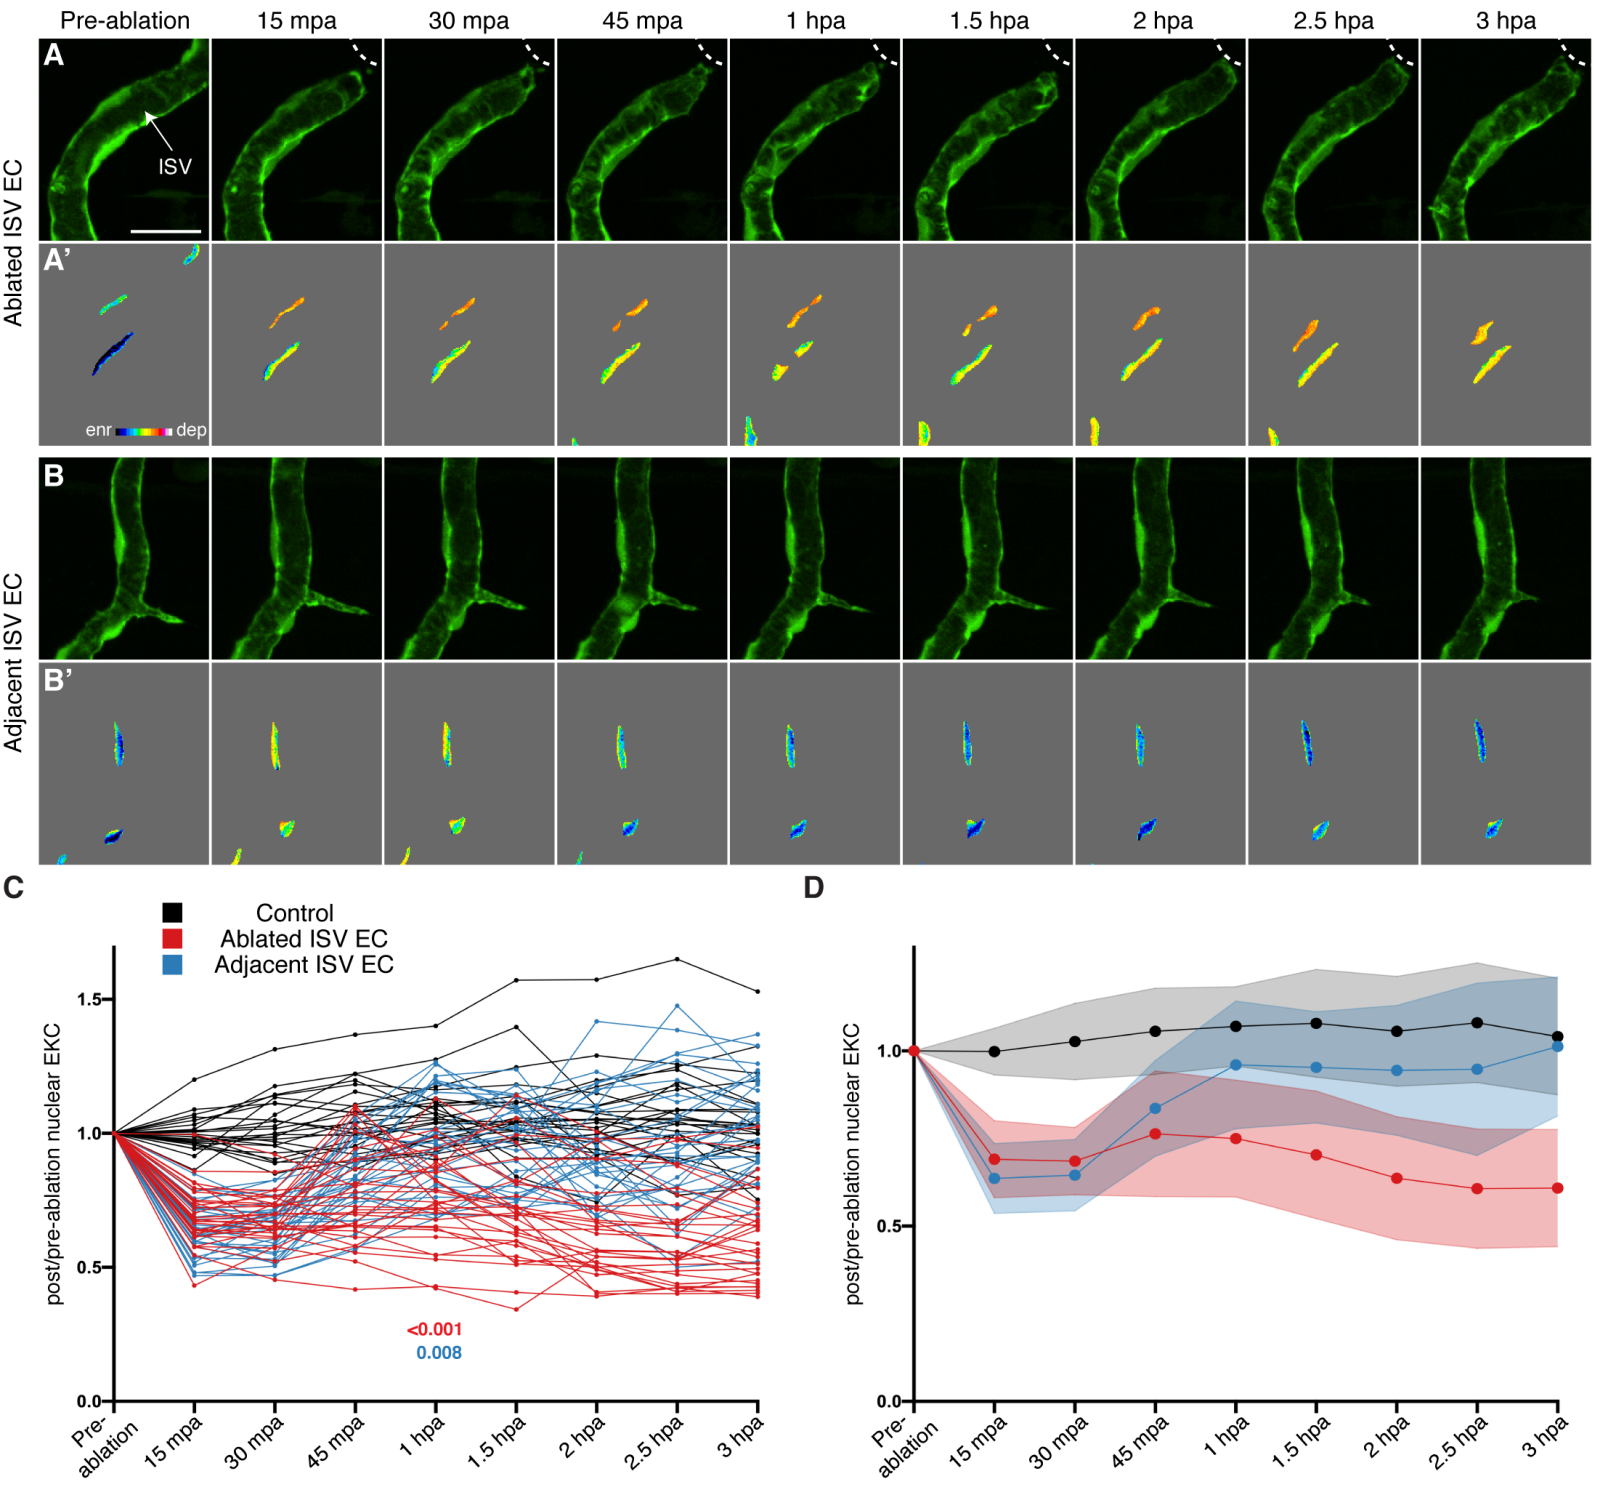 Pre-ablation 15 mpa 30 mpa 45 mpa 1 hpa 1.5 hpa 2 hpa 2.5 hpa 3 hpa
Ablated ISV EC
A
ISV
A’
enr dep
Adjacent ISV EC
B
B’
C
Control
Ablated ISV EC
Adjacent ISV EC
post/pre-ablation nuclear EKC
1.5
1.0
0.5
0.0
<0.001
0.008
Pre-
ablation
15 mpa
30 mpa
45 mpa
1 hpa
1.5 hpa
2 hpa
2.5 hpa
3 hpa
D
post/pre-ablation nuclear EKC
1.0
0.5
0.0
Pre-
ablation
15 mpa
30 mpa
45 mpa
1 hpa
1.5 hpa
2 hpa
2.5 hpa
3 hpa